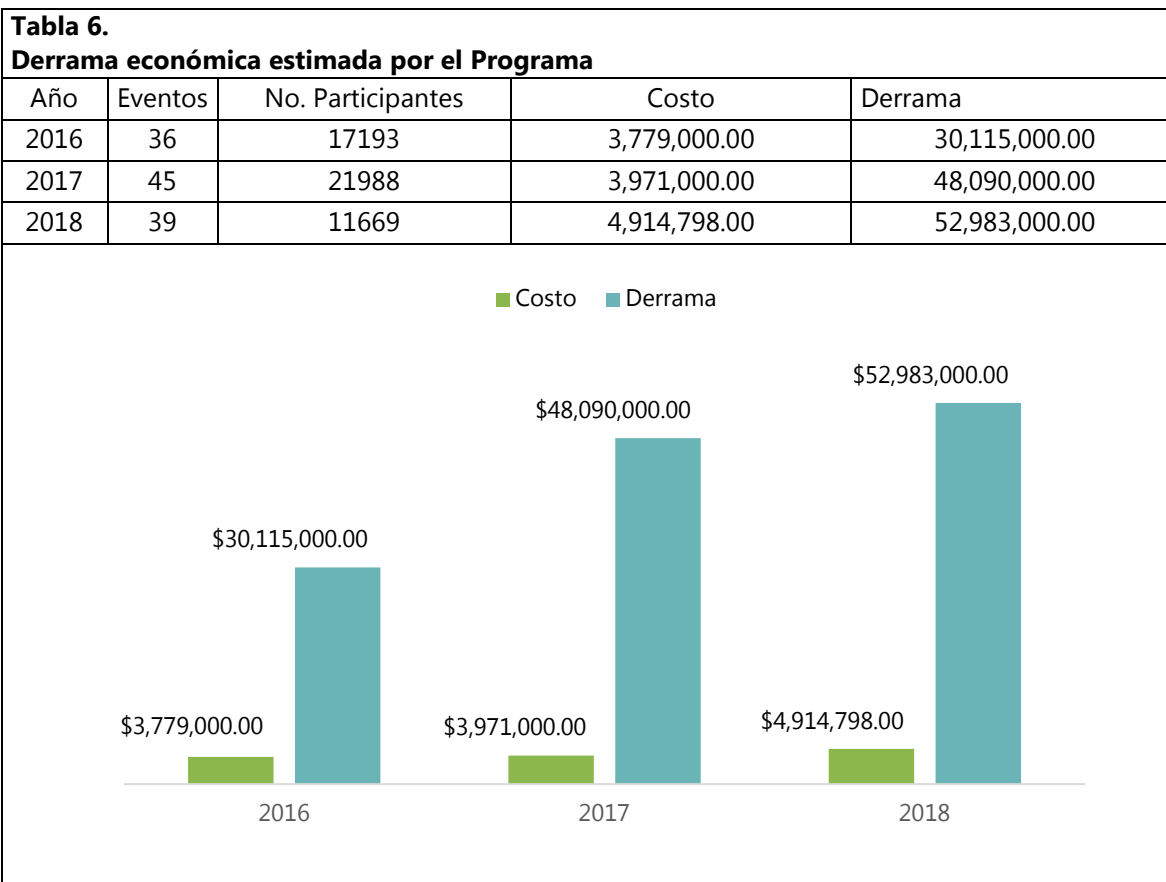 Tabla 6.
Derrama económica estimada por el Programa
Año Eventos No. Participantes Costo Derrama
2016 36 17193 3,779,000.00 30,115,000.00
2017 45 21988 3,971,000.00 48,090,000.00
2018 39 11669 4,914,798.00 52,983,000.00
Costo Derrama
$52,983,000.00
$48,090,000.00
$30,115,000.00
$3,779,000.00 $3,971,000.00 $4,914,798.00
2016 2017 2018